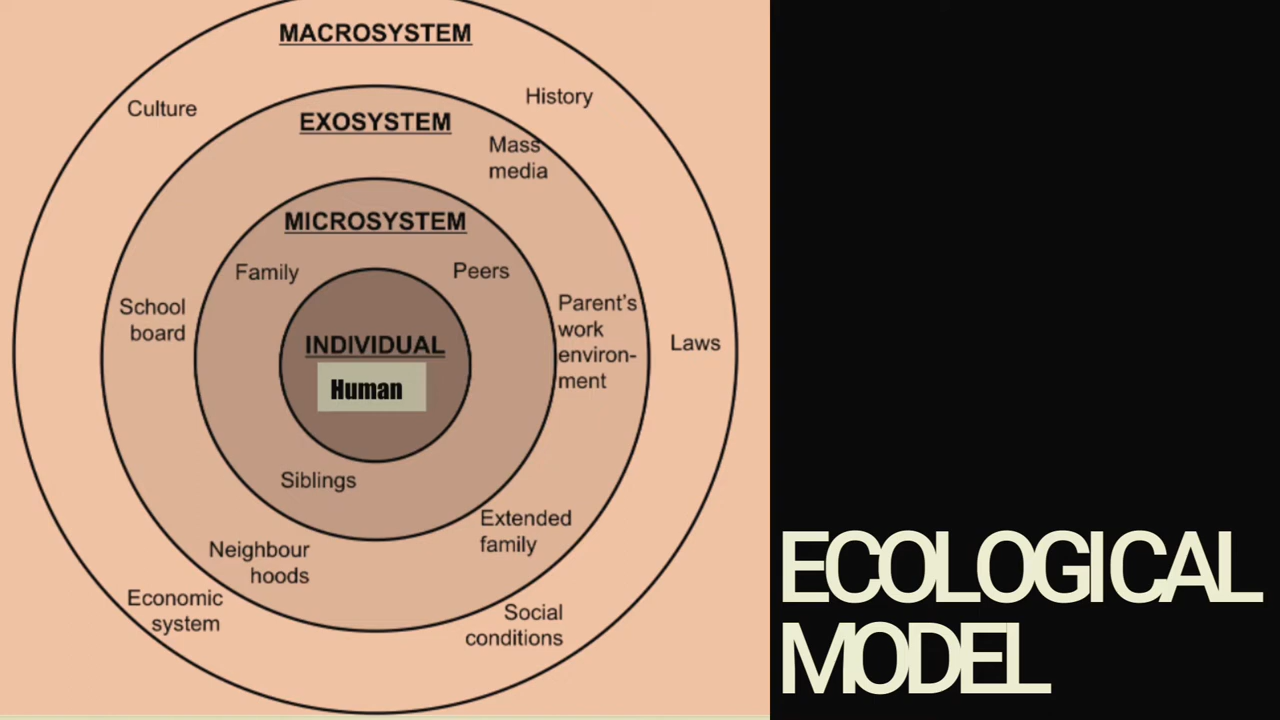 MACROSYSTEM
Culture
History
EXOSYSTEM
Mass
media
MICROSYSTEM
Family
Peers
School
board
Parent's
work
environ-
ment
Laws
INDIVIDUAL
Human
Siblings
Extended
family
Neighbour
hoods
Economic
system
Social
conditions
ECOLOGICAL
MODEL